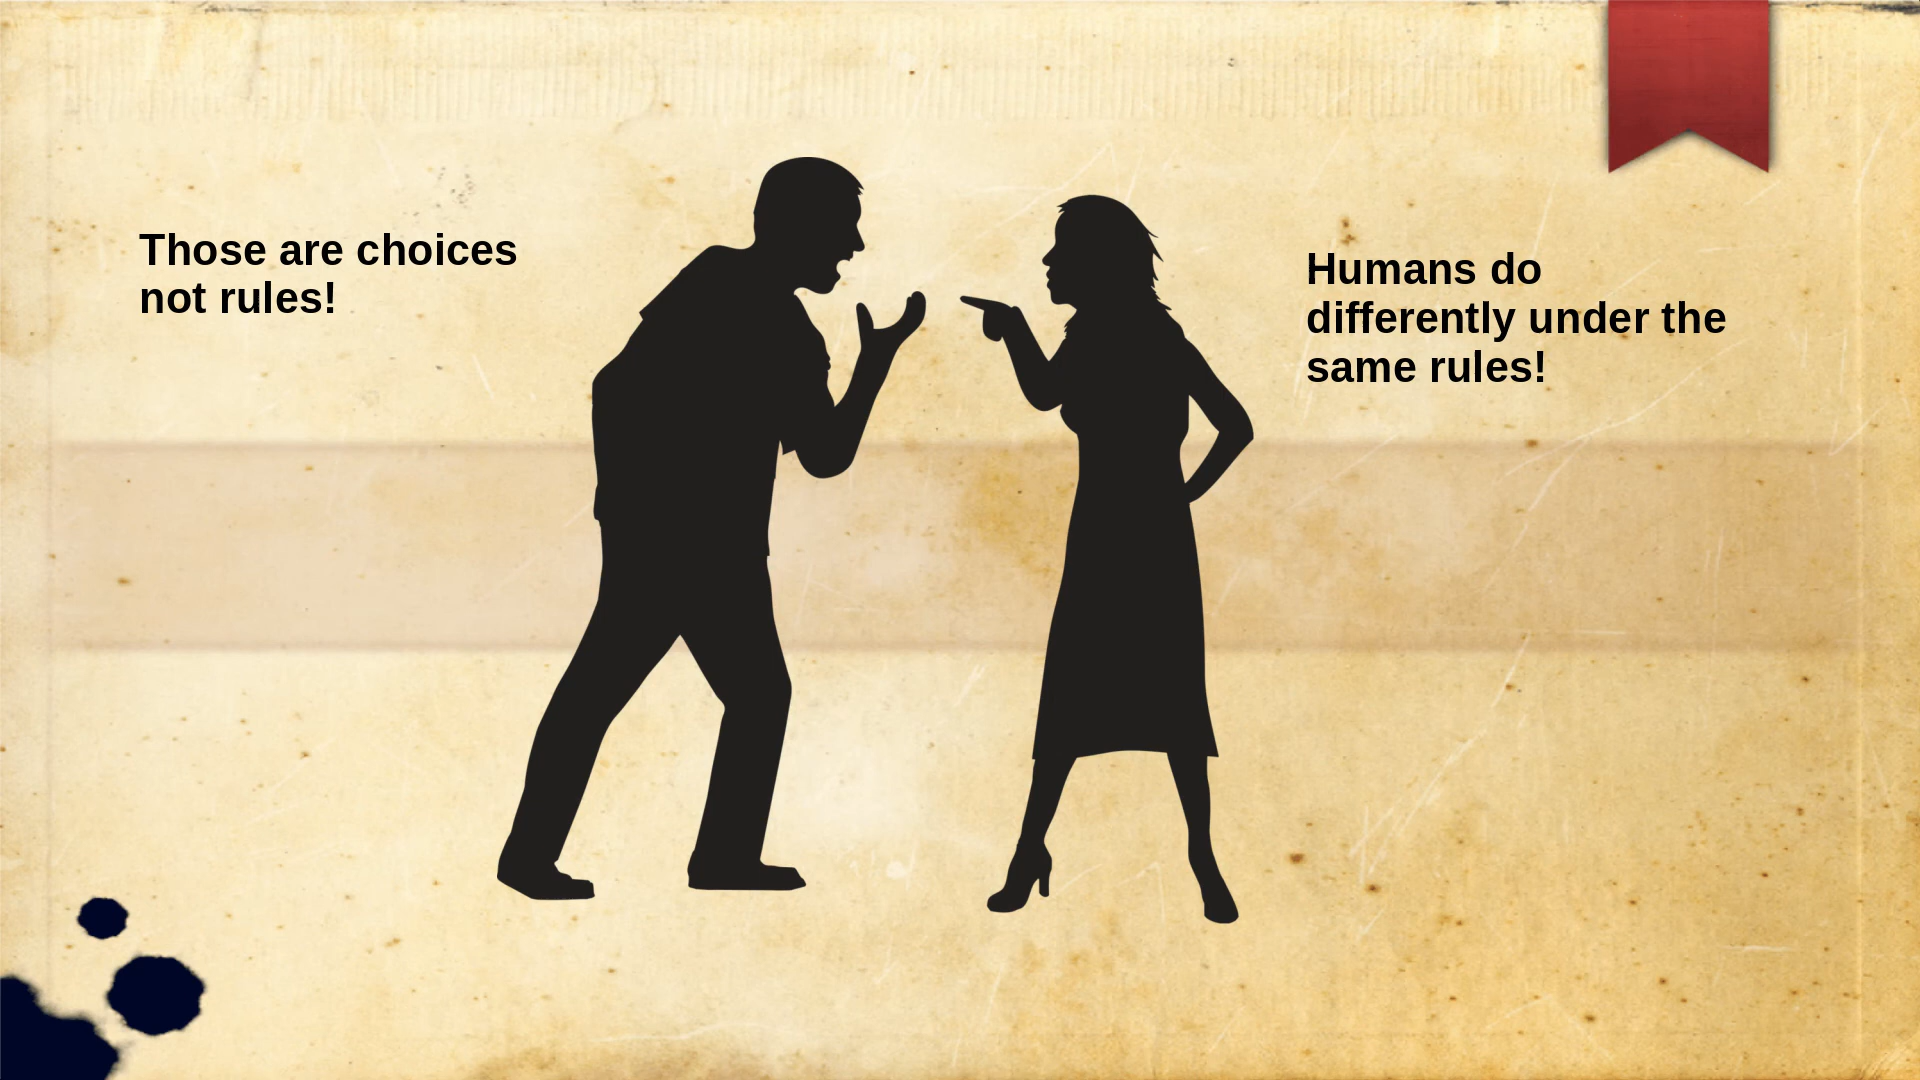 Those are choices
not rules!
Humans do
differently under the
same rules!